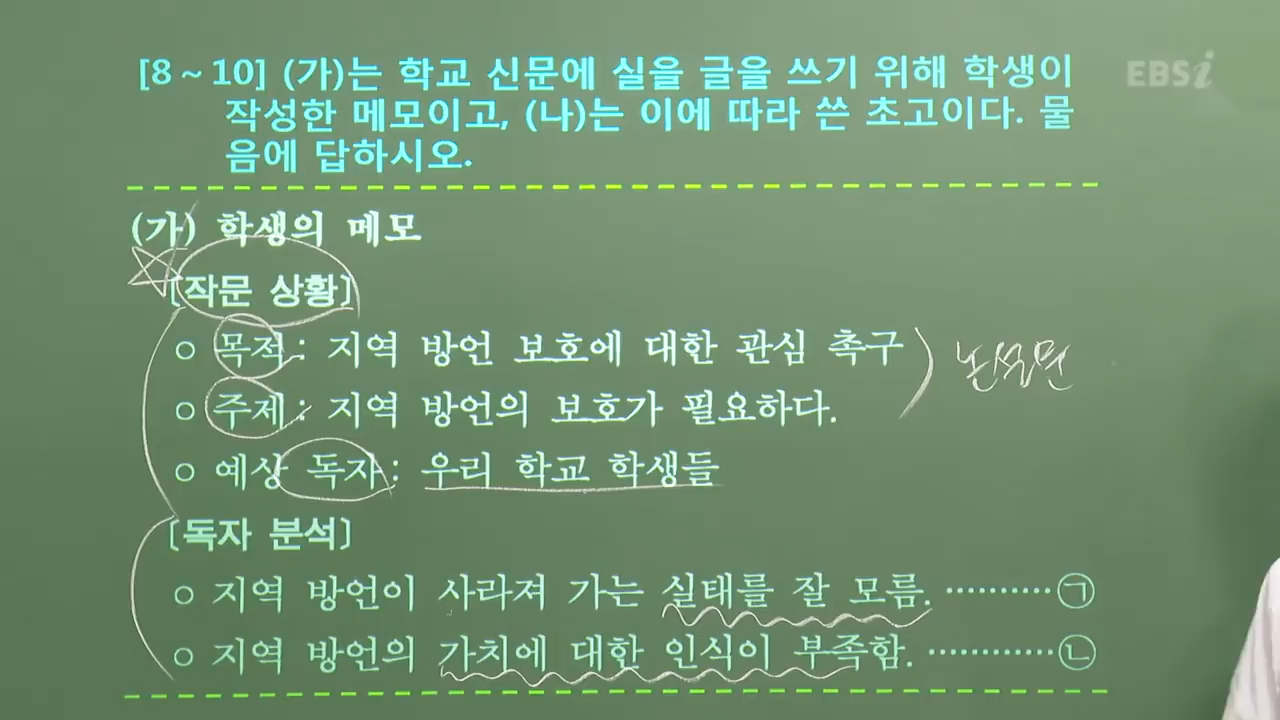 [8 ~ 10] (가)는 학교 신문에 실을 글을 쓰기 위해 학생이
EBSi
작성한 메모이고, (나)는 이에 따라 쓴 초고이다. 물
음에 답하시오.
(가) 학생의 메모
[작문 상황]
○ 목적 : 지역 방언 보호에 대한 관심 촉구
논설문
○ 주제 : 지역 방언의 보호가 필요하다.
○ 예상 독자 : 우리 학교 학생들
[독자 분석]
○ 지역 방언이 사라져 가는 실태를 잘 모름. ··········㉠
○ 지역 방언의 가치에 대한 인식이 부족함. ············㉡